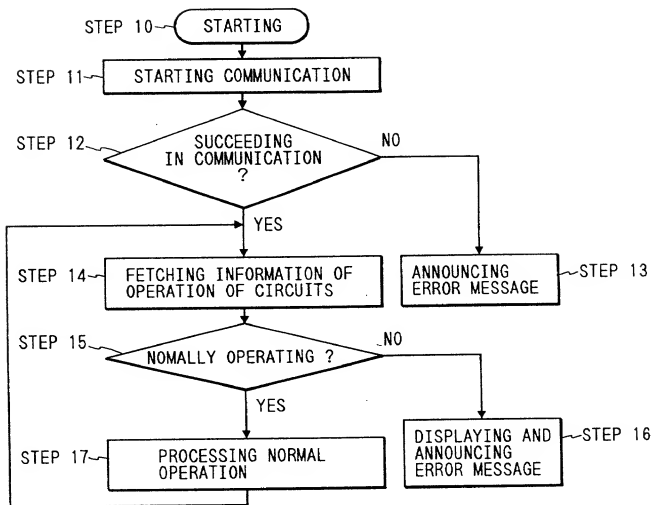 STEP 10
STARTING
STEP 11
STARTING COMMUNICATION
STEP 12
SUCCEEDING
IN COMMUNICATION
?
NO
YES
STEP 14
FETCHING INFORMATION OF
OPERATION OF CIRCUITS
ANNOUNCING
ERROR MESSAGE
STEP 13
STEP 15
NOMALLY OPERATING ?
NO
YES
STEP 17
PROCESSING NORMAL
OPERATION
DISPLAYING AND
ANNOUNCING
ERROR MESSAGE
STEP 16